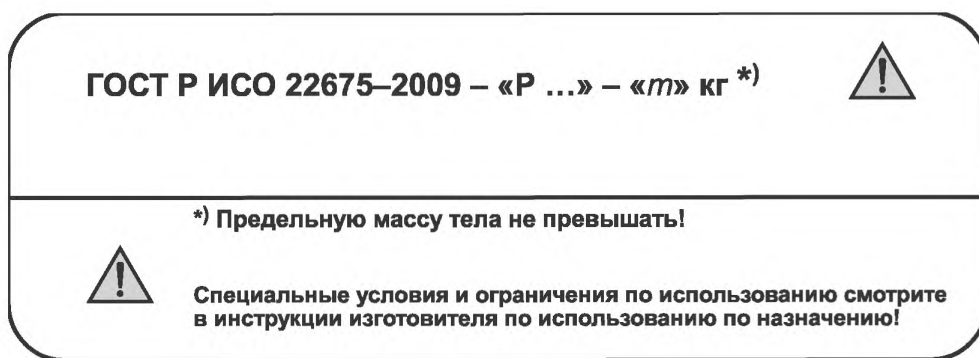 ГОСТ Р ИСО 22675–2009 – «Р ...» – «m» кг *)
*) Предельную массу тела не превышать!
Специальные условия и ограничения по использованию смотрите
в инструкции изготовителя по использованию по назначению!